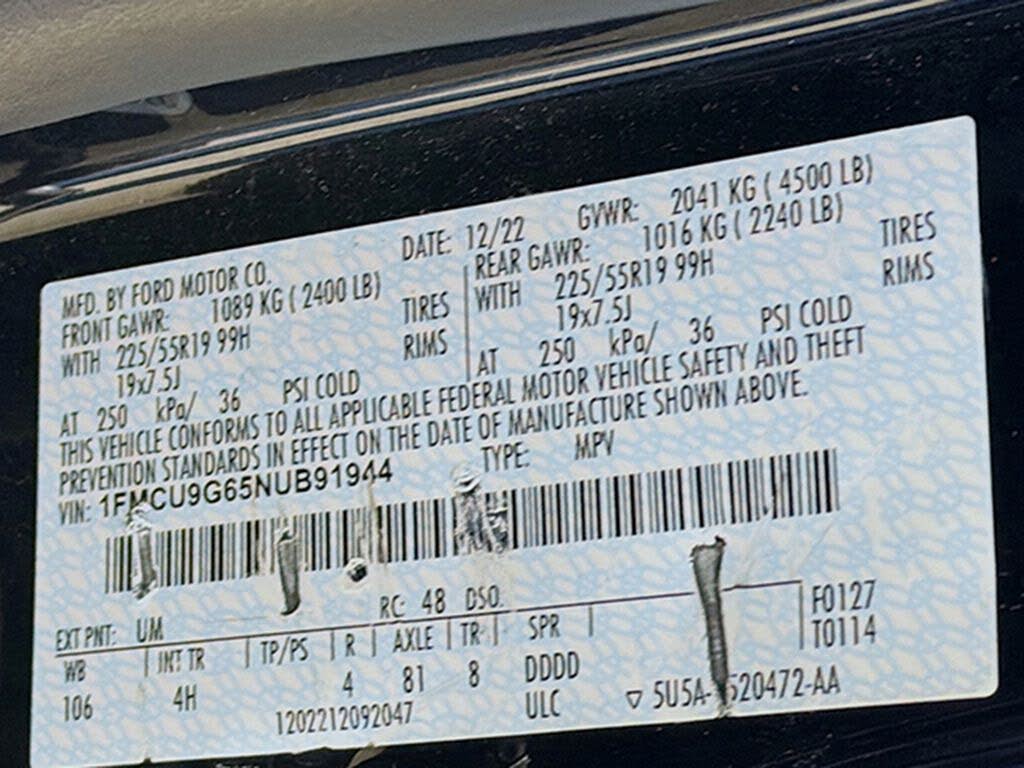 MFD. BY FORD MOTOR CO.
DATE: 12/22 GVWR: 2041 KG ( 4500 LB)
FRONT GAWR: 1089 KG ( 2400 LB)
WITH 225/55R19 99H TIRES
19x7.5J RIMS
AT 250 kPa/ 36 PSI COLD
REAR GAWR: 1016 KG ( 2240 LB)
WITH 225/55R19 99H TIRES
19x7.5J RIMS
AT 250 kPa/ 36 PSI COLD
THIS VEHICLE CONFORMS TO ALL APPLICABLE FEDERAL MOTOR VEHICLE SAFETY AND THEFT
PREVENTION STANDARDS IN EFFECT ON THE DATE OF MANUFACTURE SHOWN ABOVE.
VIN: 1FMCU9G65NUB91944 TYPE: MPV
EXT PNT: UM RC: 48 DSO:
WB INT TR TP/PS R AXLE TR SPR
106 4H 4 81 8 DDDD
1202212092047 ULC
F0127
T0114
▽ 5U5A- 520472-AA